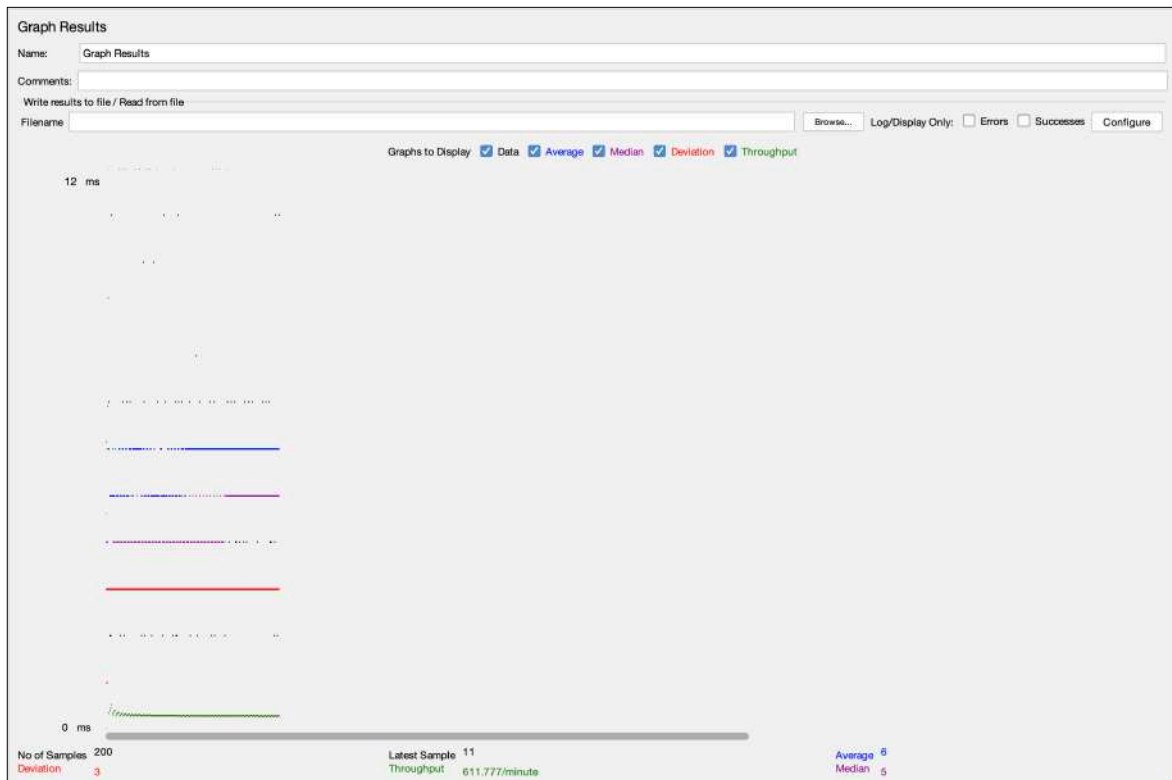 Graph Results
Name: Graph Results
Comments:
Write results to file / Read from file
Filename Browse... Log/Display Only: Errors Successes Configure
Graphs to Display Data Average Median Deviation Throughput
12 ms
0 ms
No of Samples 200 Latest Sample 11 Average 6
Deviation 3 Throughput 611.777/minute Median 5